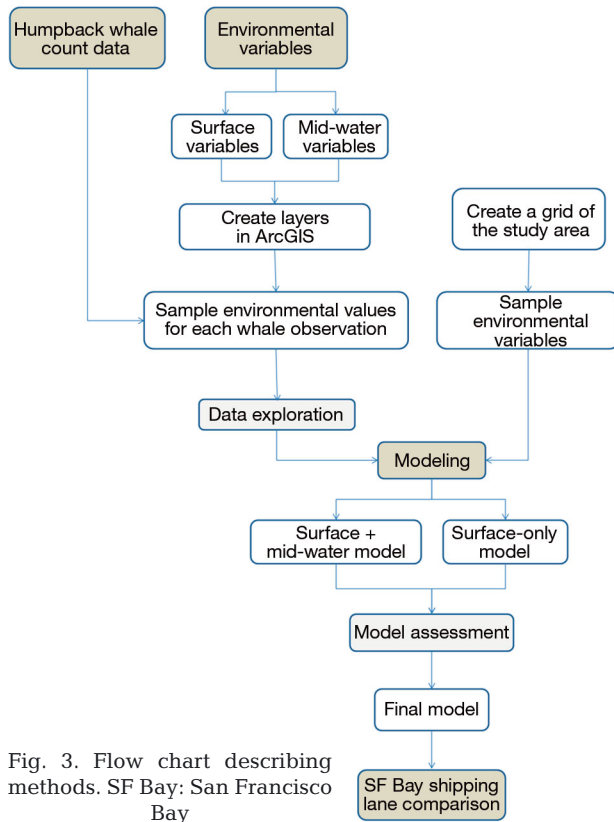 Humpback whale
count data
Environmental
variables
Surface
variables
Mid-water
variables
Create layers
in ArcGIS
Create a grid of
the study area
Sample environmental values
for each whale observation
Sample
environmental
variables
Data exploration
Modeling
Surface +
mid-water model
Surface-only
model
Model assessment
Final model
SF Bay shipping
lane comparison
Fig. 3. Flow chart describing
methods. SF Bay: San Francisco
Bay